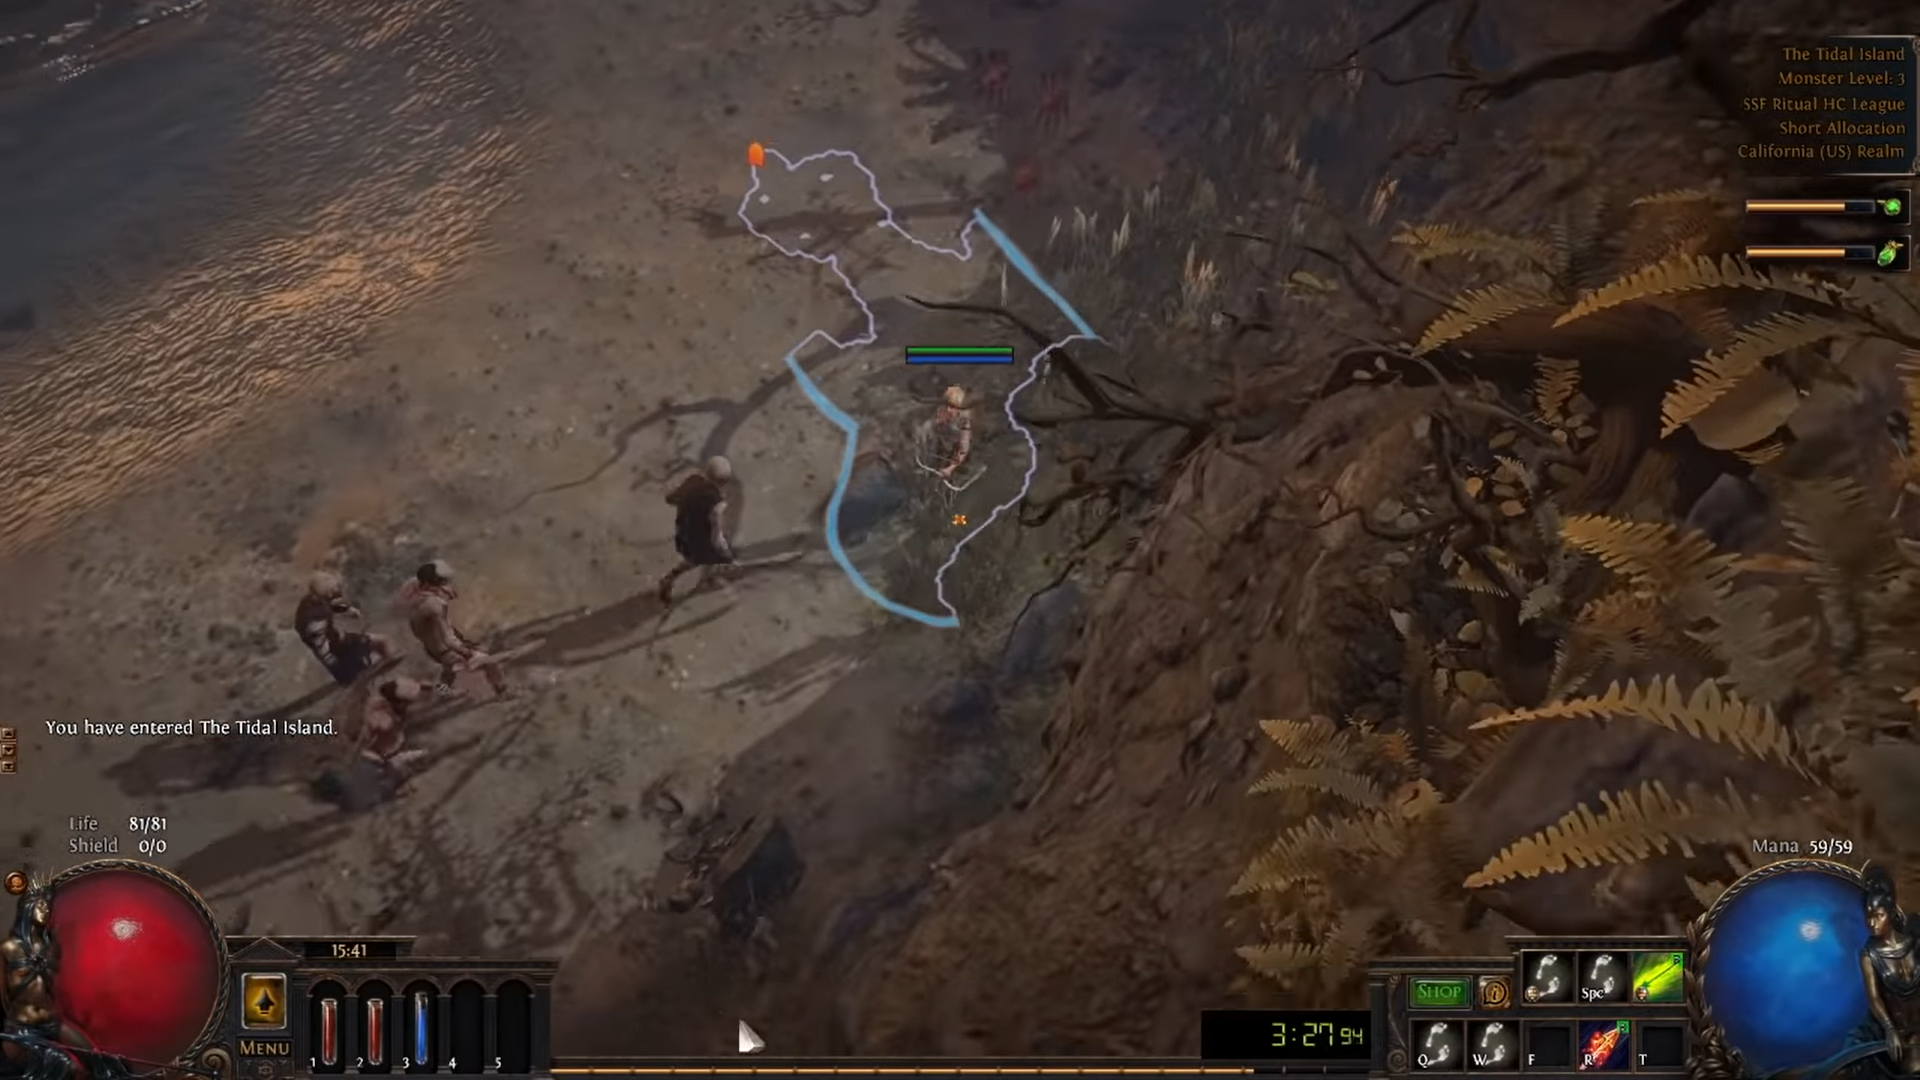 The Tidal Island
Monster Level: 3
SSF Ritual HC League
Short Allocation
California (US) Realm
You have entered The Tidal Island.
Life 81/81
Shield 0/0
Mana 59/59
15:41
MENU
1 2 3 4 5
3:27 94
SHOP
Spc
Q W F R T